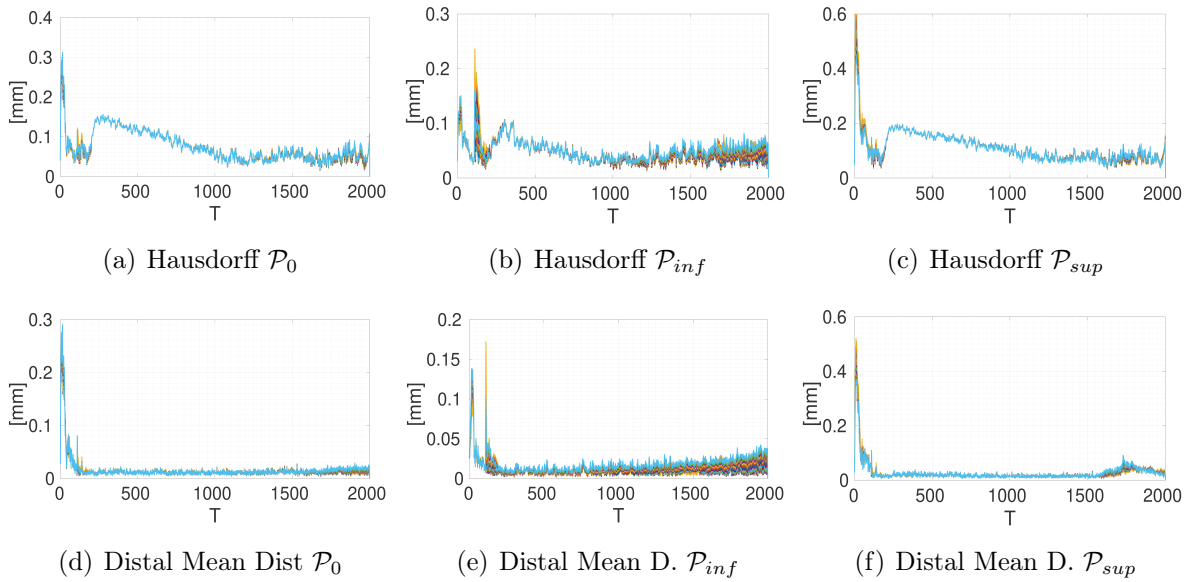 0.4
0.3
0.2
0.1
0
[mm]
0 500 1000 1500 2000
T
(a) Hausdorff 𝒫₀
0.3
0.2
0.1
0
[mm]
0 500 1000 1500 2000
T
(b) Hausdorff 𝒫inf
0.6
0.4
0.2
0
[mm]
0 500 1000 1500 2000
T
(c) Hausdorff 𝒫sup
0.3
0.2
0.1
0
[mm]
0 500 1000 1500 2000
T
(d) Distal Mean Dist 𝒫₀
0.2
0.15
0.1
0.05
0
[mm]
0 500 1000 1500 2000
T
(e) Distal Mean D. 𝒫inf
0.6
0.4
0.2
0
[mm]
0 500 1000 1500 2000
T
(f) Distal Mean D. 𝒫sup